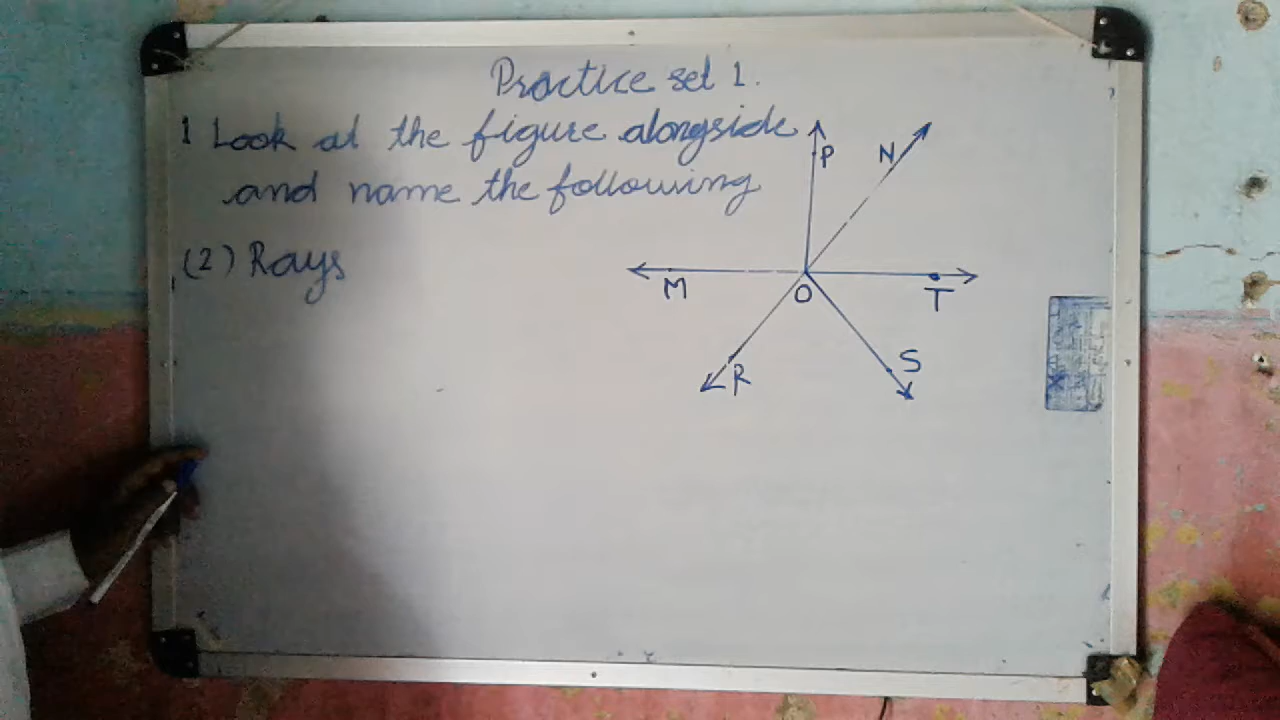 Practice set 1.
1 Look at the figure alongside
and name the following
(2) Rays
P
N
M
O
T
R
S